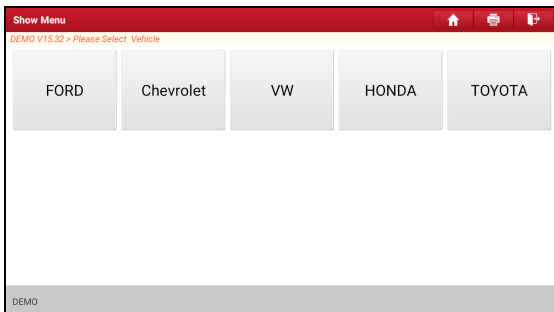 Show Menu
DEMO V15.32 > Please Select Vehicle
FORD Chevrolet VW HONDA TOYOTA
DEMO